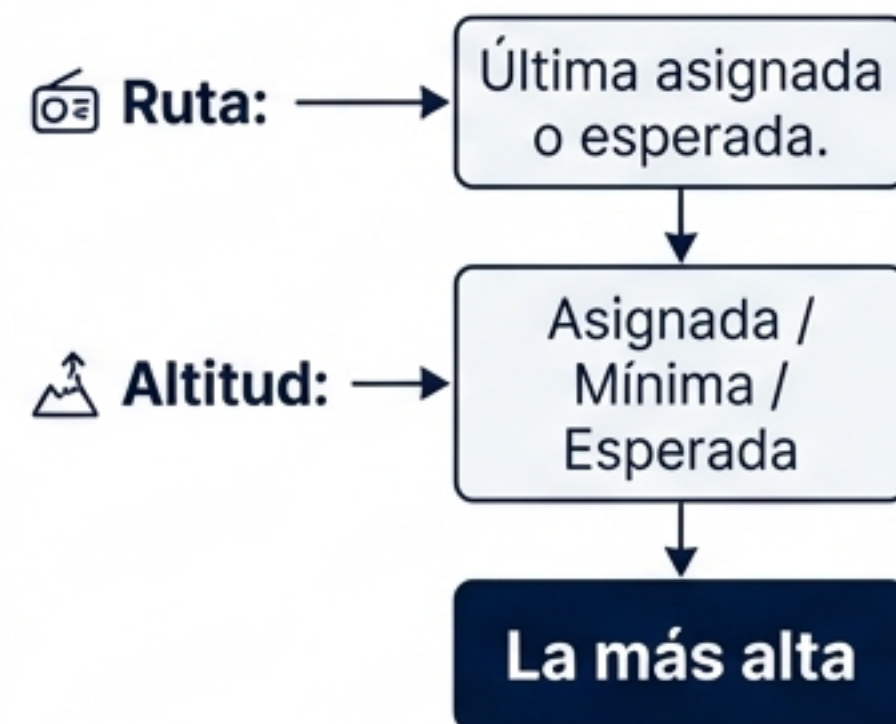 Ruta:
Última asignada
o esperada.
Altitud:
Asignada /
Mínima /
Esperada
La más alta